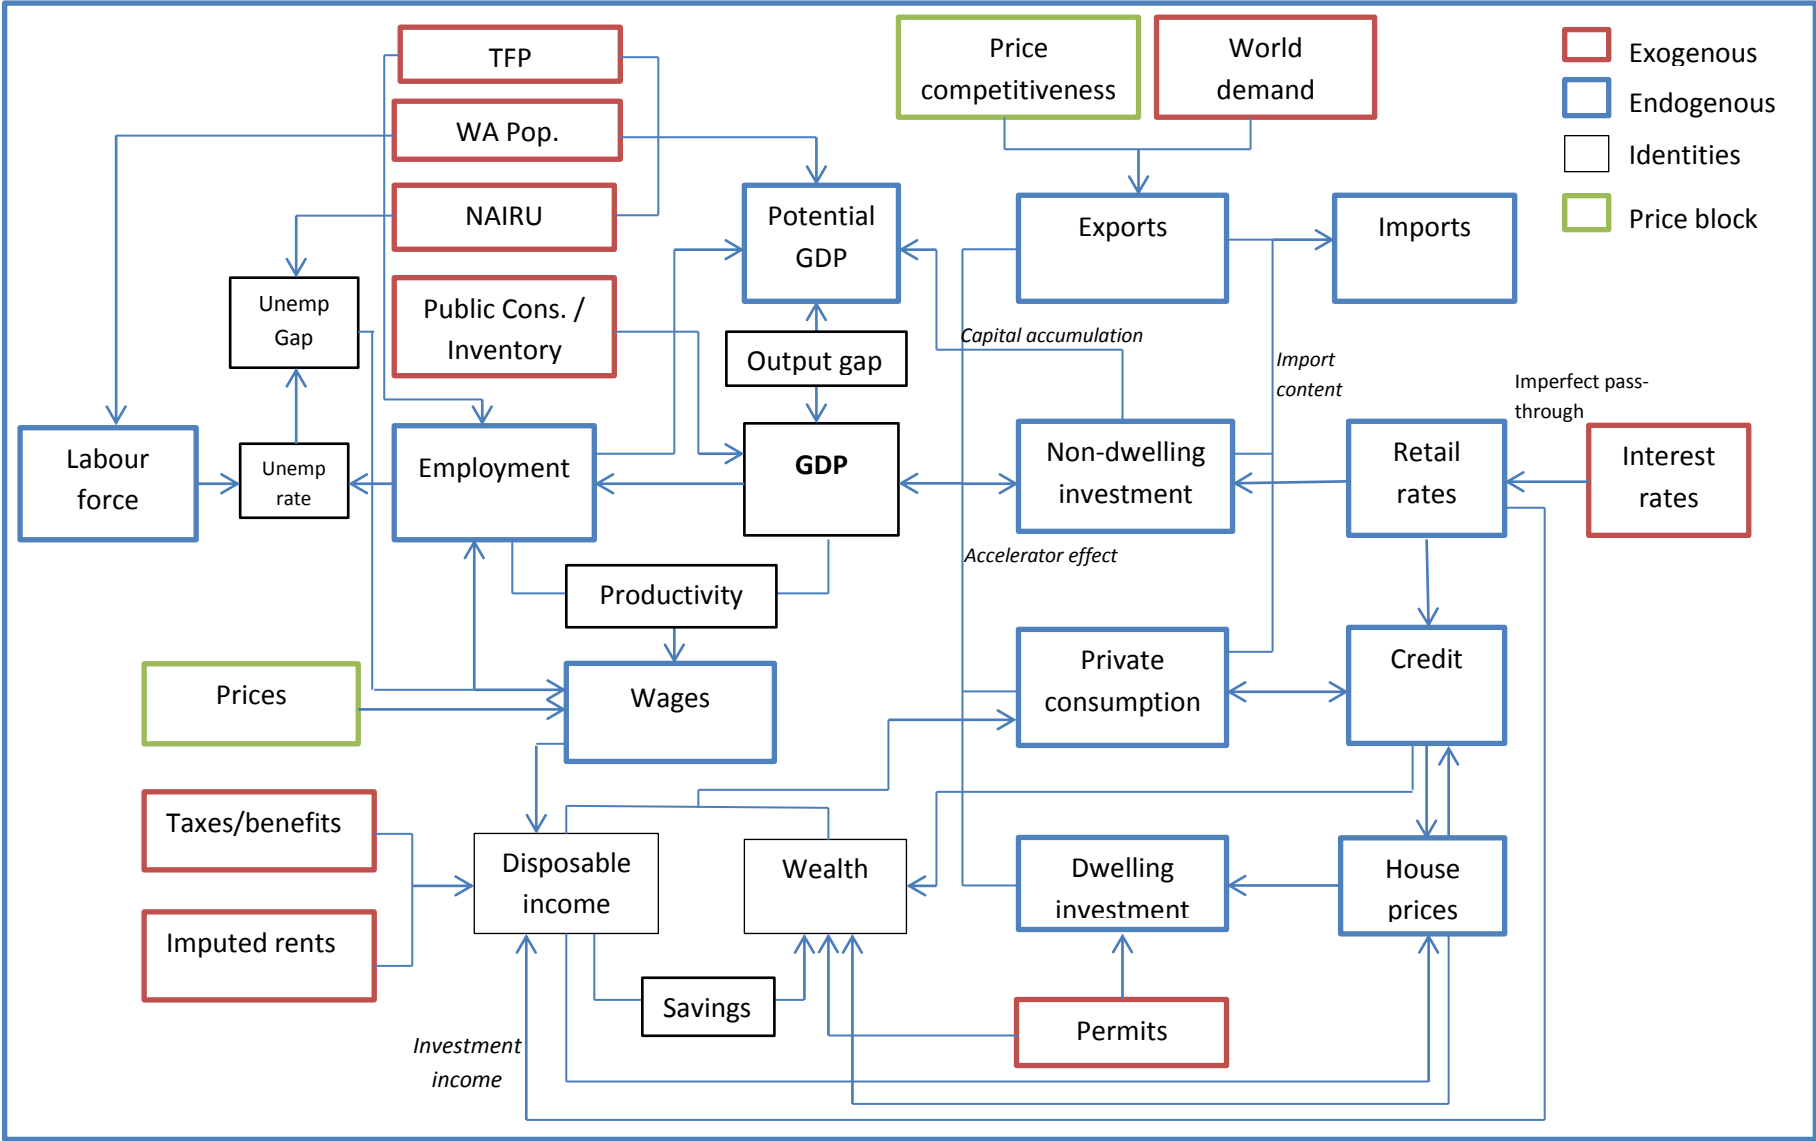 TFP
WA Pop.
NAIRU
Public Cons. /
Inventory
Price
competitiveness
World
demand
Exogenous
Endogenous
Identities
Price block
Potential
GDP
Exports
Imports
Unemp
Gap
Output gap
Capital accumulation
Import
content
Imperfect pass-
through
Labour
force
Unemp
rate
Employment
GDP
Non-dwelling
investment
Retail
rates
Interest
rates
Accelerator effect
Productivity
Prices
Wages
Private
consumption
Credit
Taxes/benefits
Imputed rents
Disposable
income
Wealth
Dwelling
investment
House
prices
Savings
Permits
Investment
income